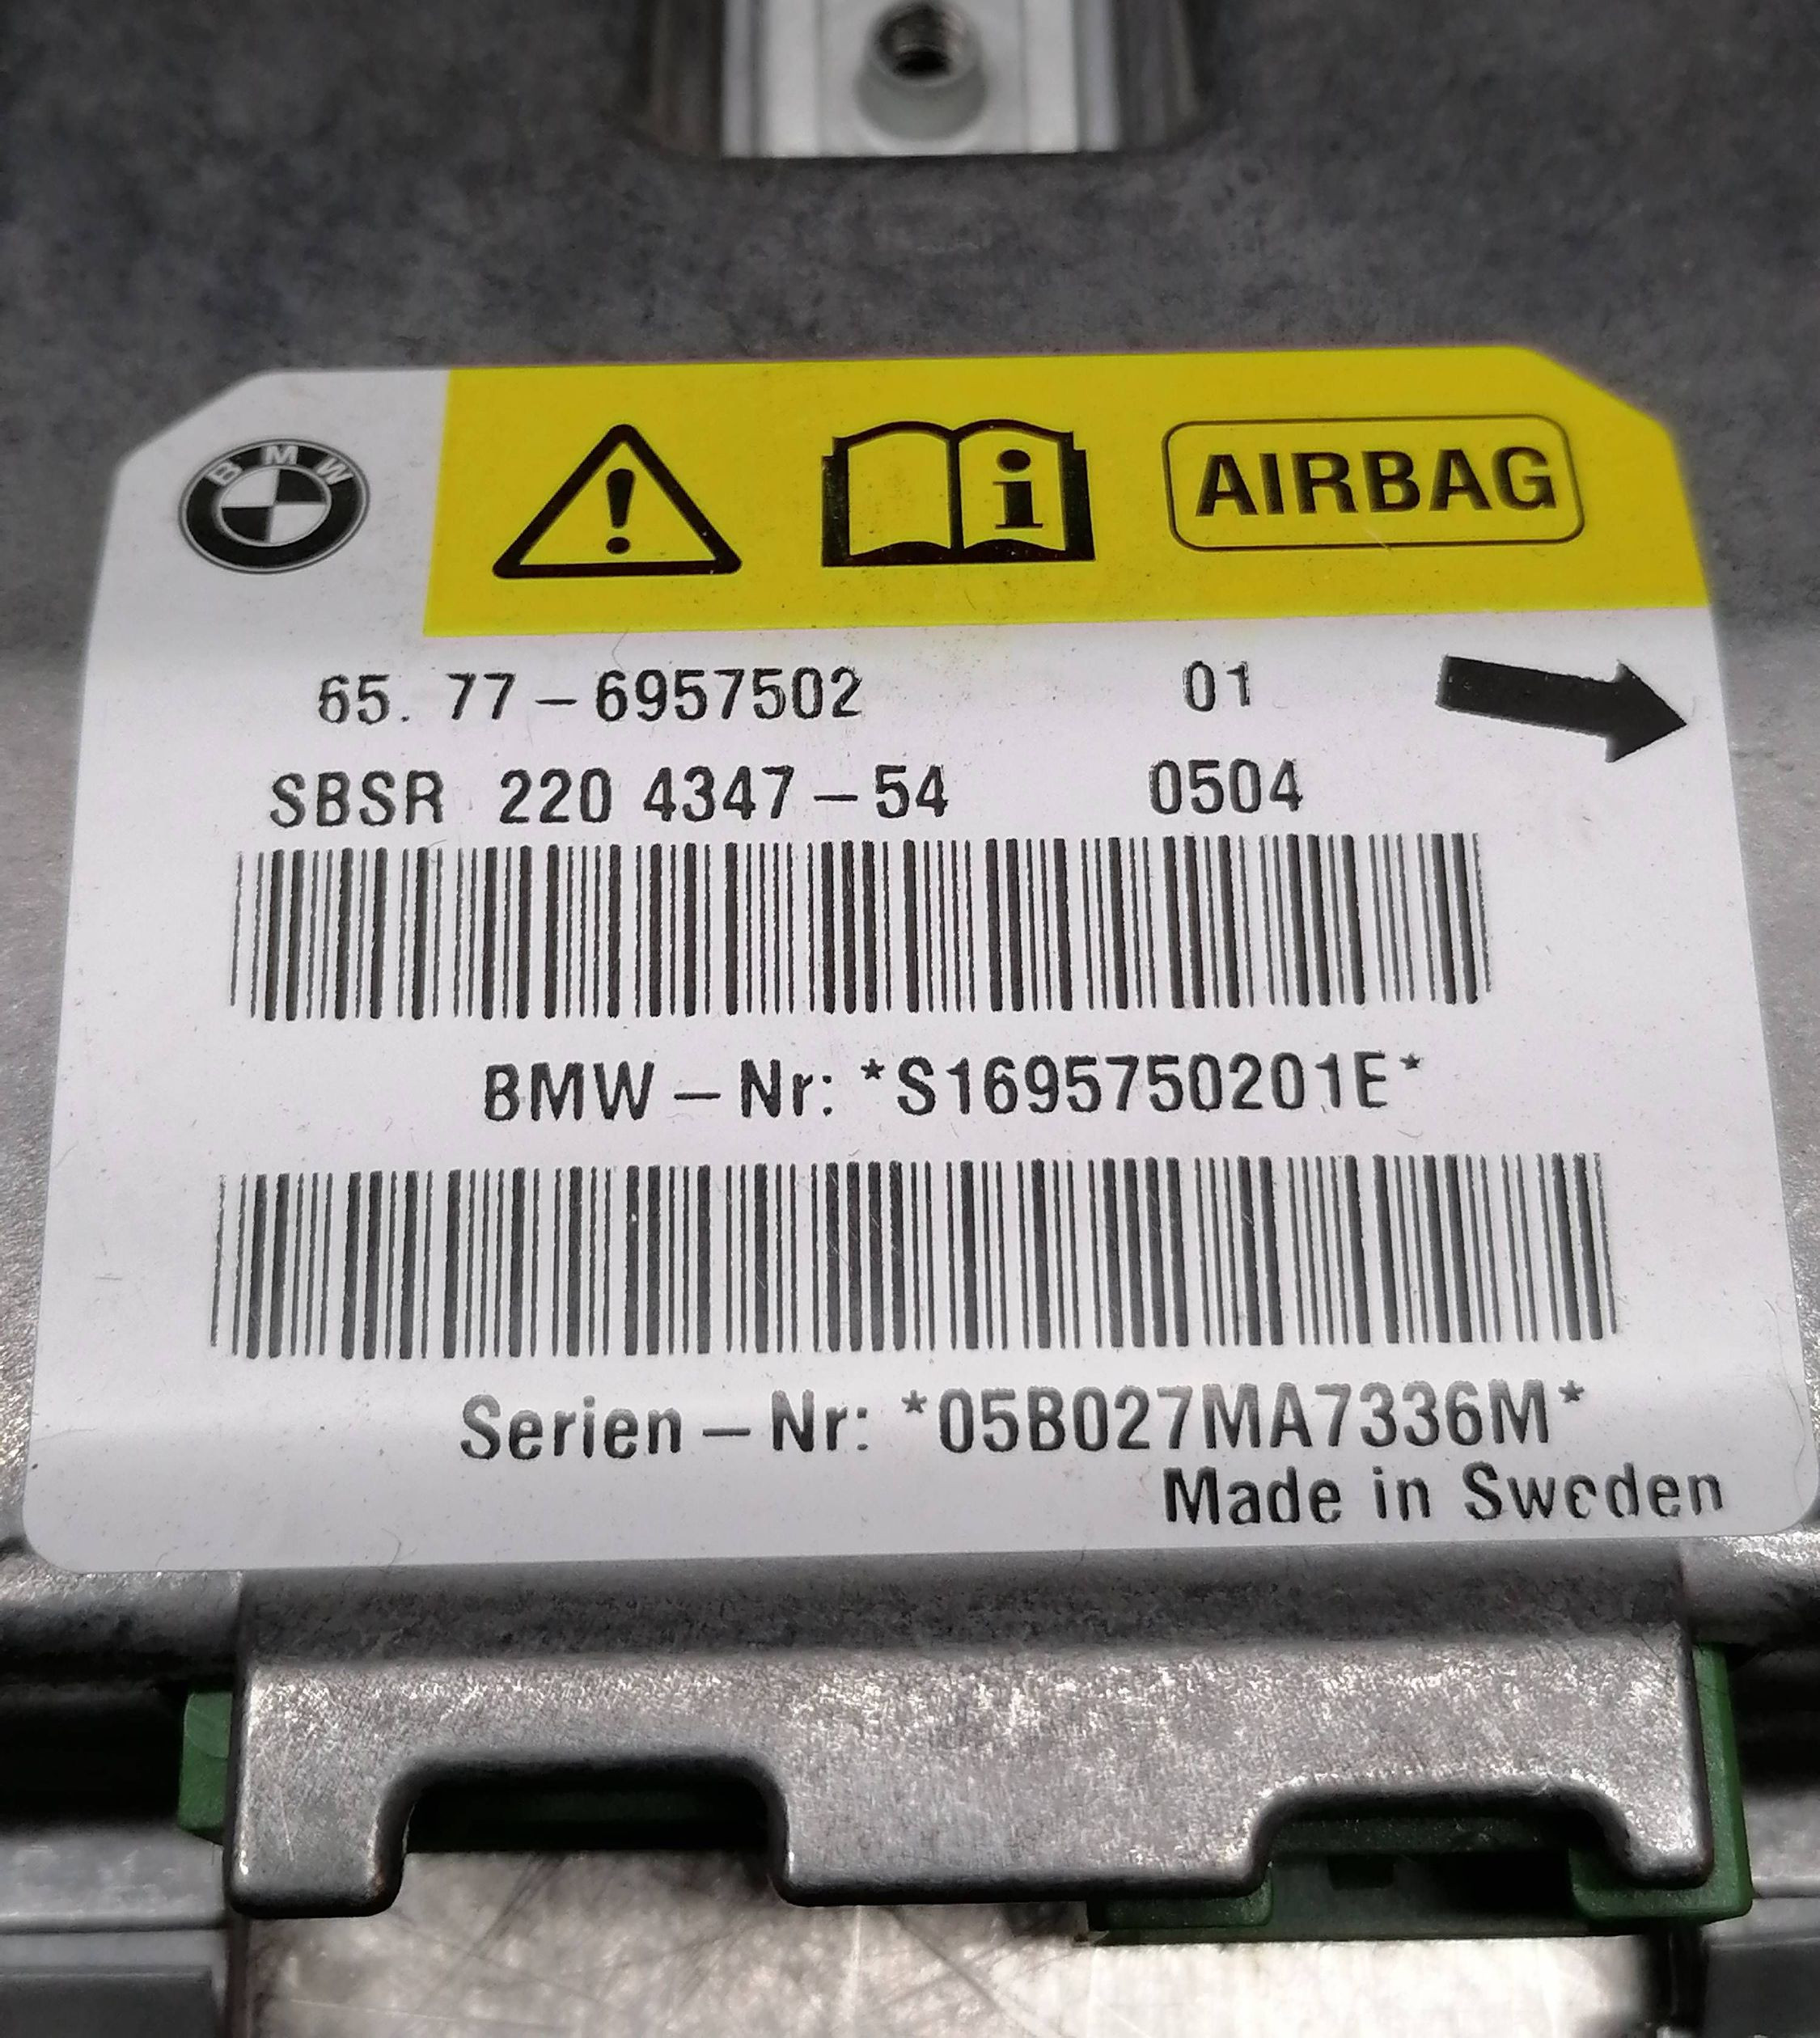 BMW
AIRBAG
65. 77 – 6957502 01
SBSR 220 4347 – 54 0504
BMW – Nr: *S1695750201E*
Serien – Nr: *05B027MA7336M*
Made in Sweden